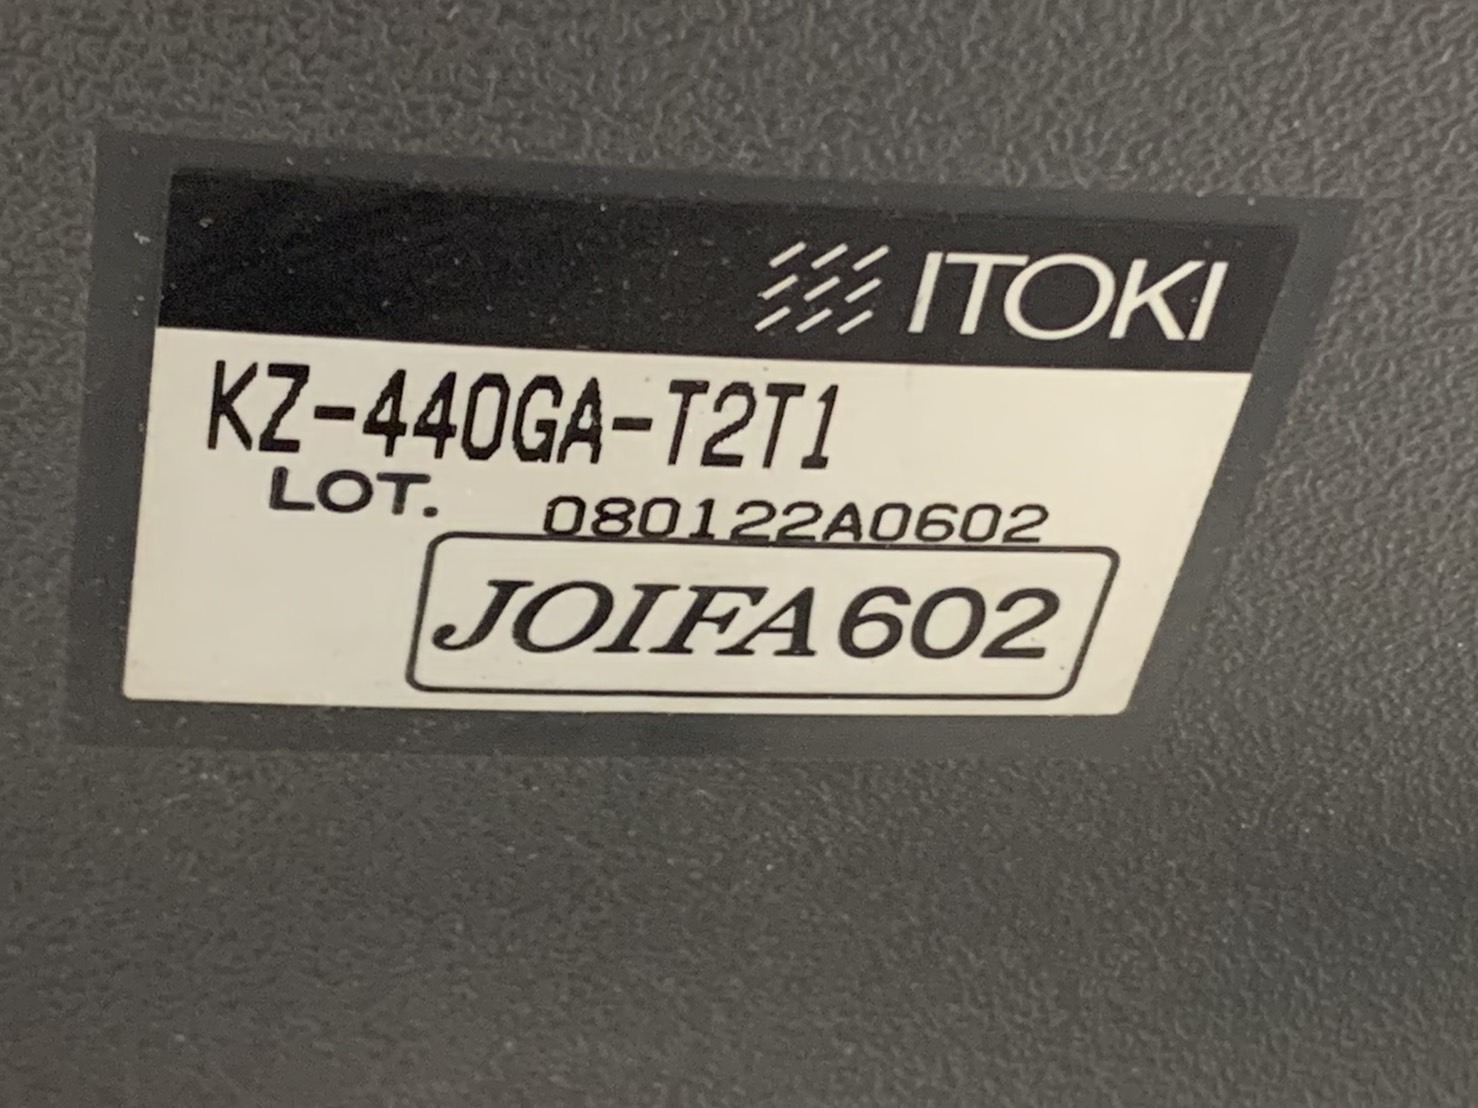 ITOKI
KZ-440GA-T2T1
LOT. 080122A0602
JOIFA602